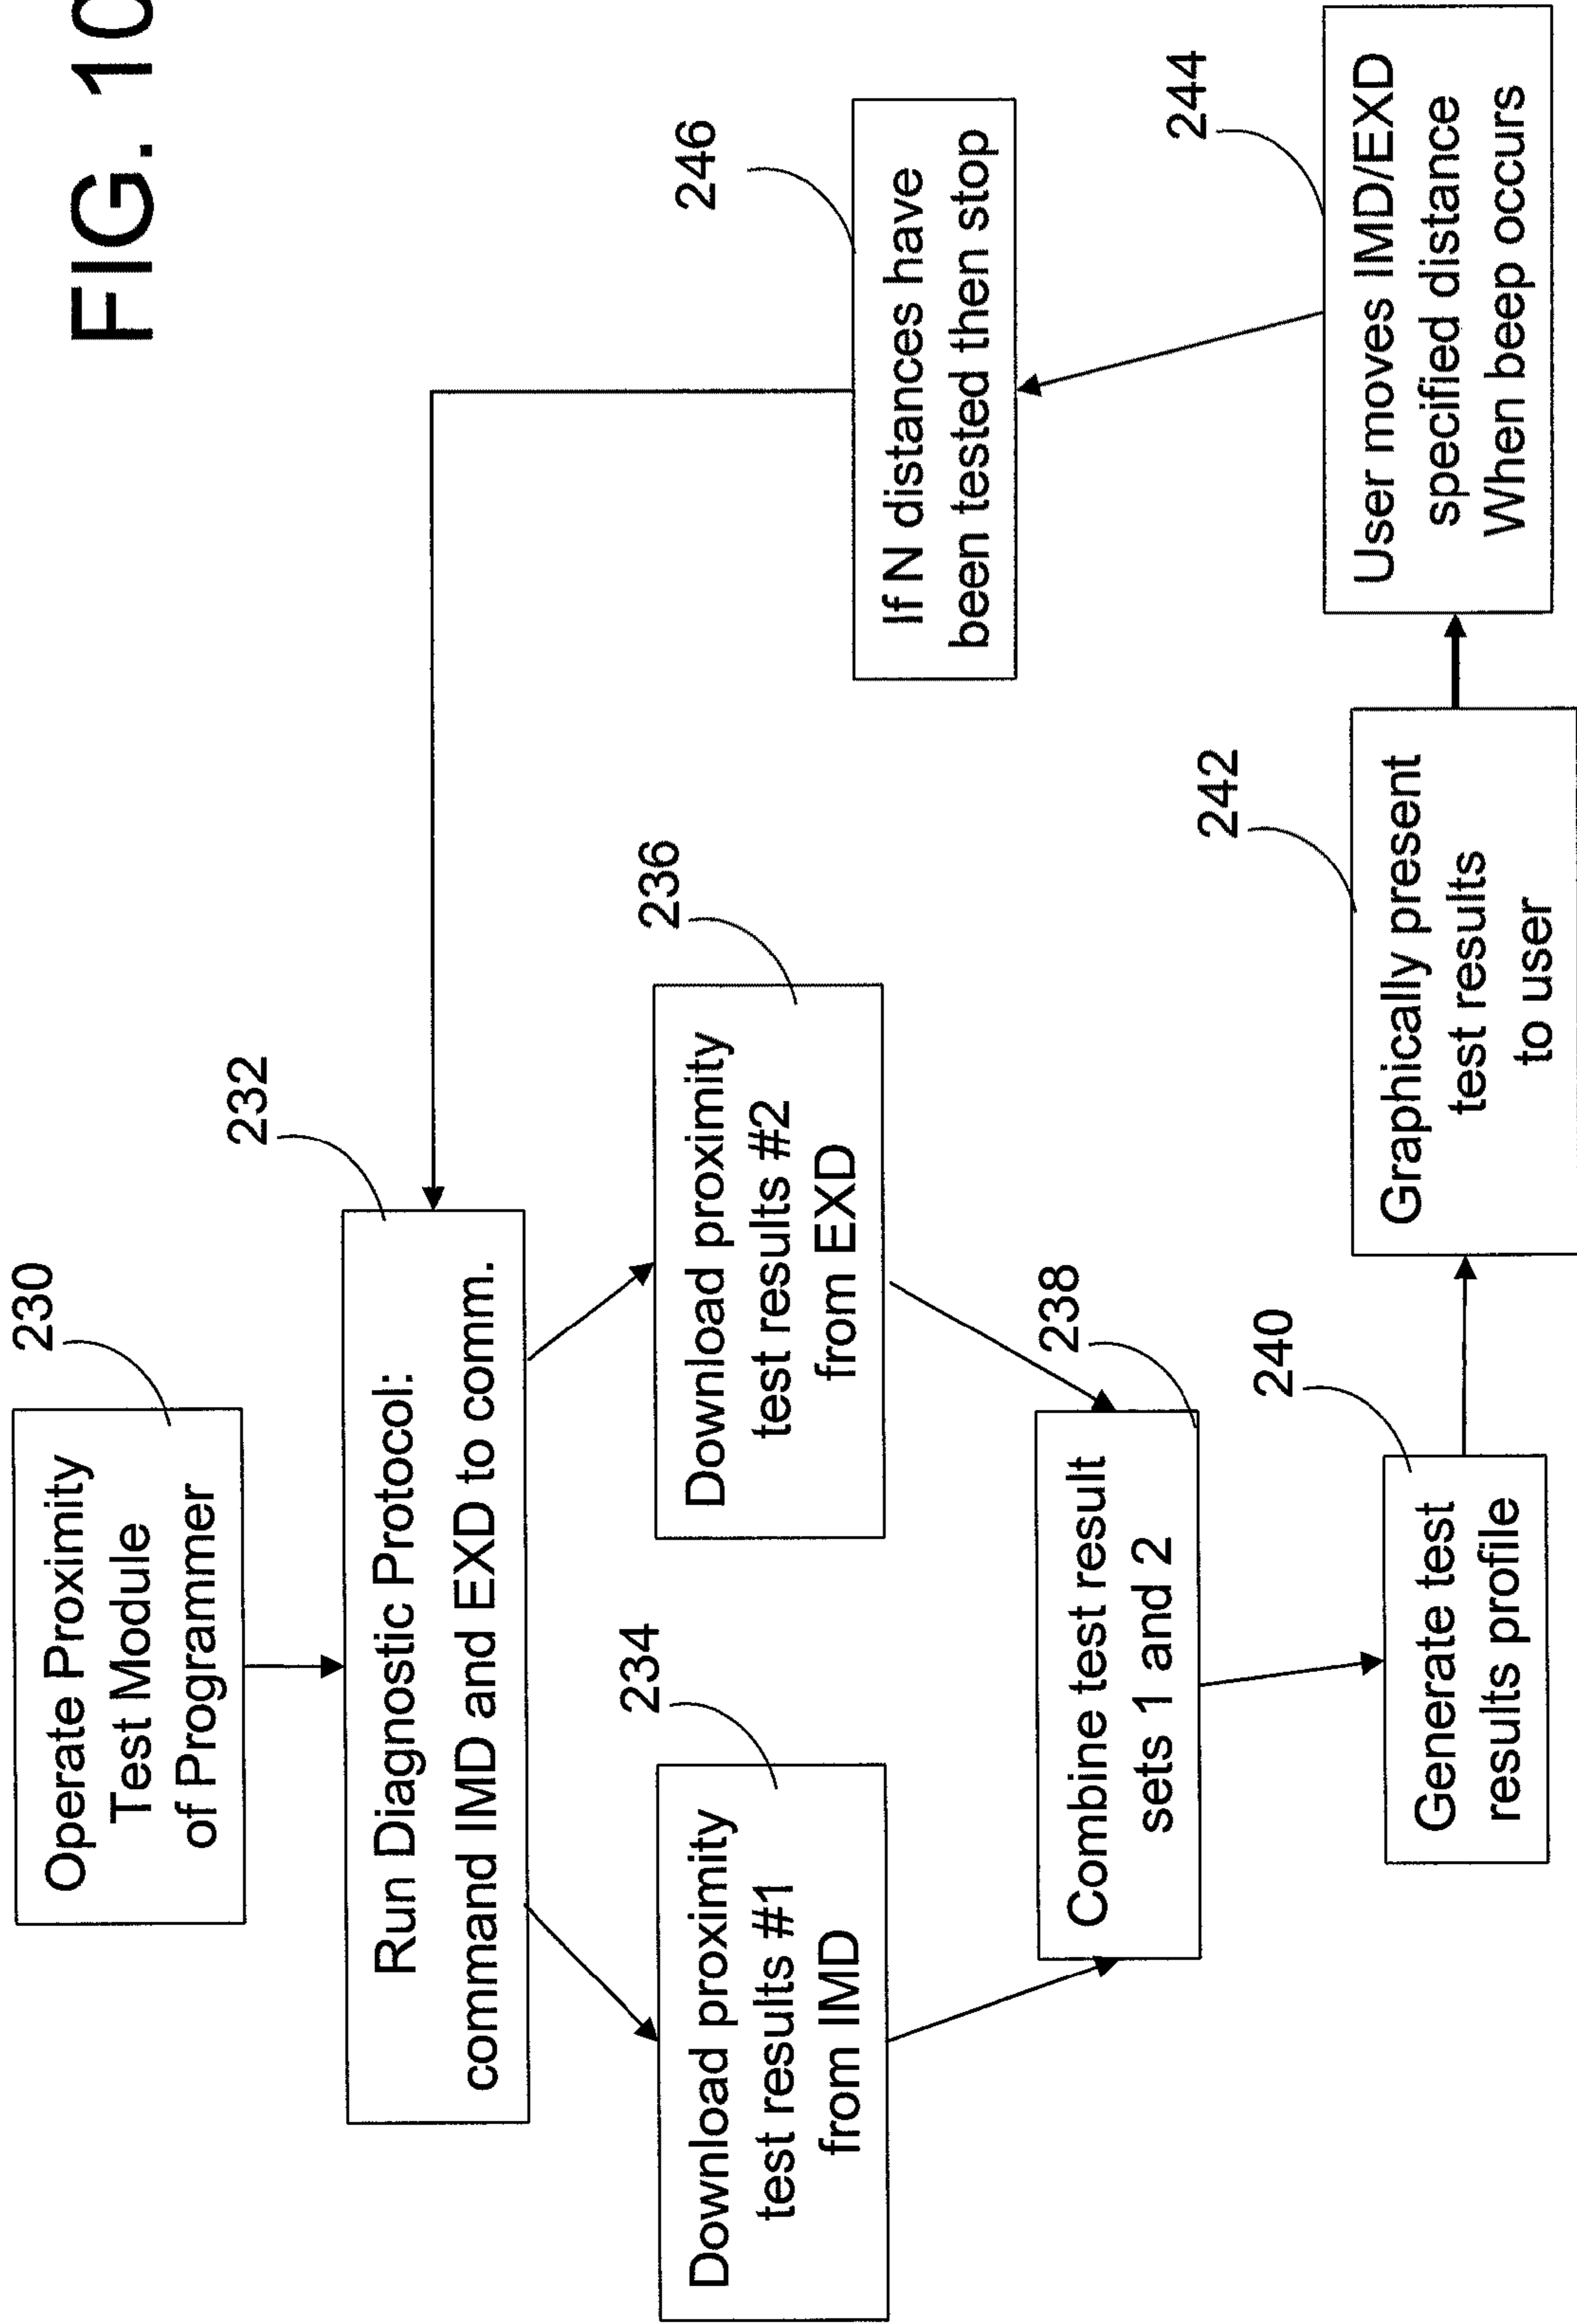 FIG. 10
230
Operate Proximity
Test Module
of Programmer
232
Run Diagnostic Protocol:
command IMD and EXD to comm.
234
Download proximity
test results #1
from IMD
236
Download proximity
test results #2
from EXD
238
Combine test result
sets 1 and 2
240
Generate test
results profile
242
Graphically present
test results
to user
244
User moves IMD/EXD
specified distance
When beep occurs
246
If N distances have
been tested then stop